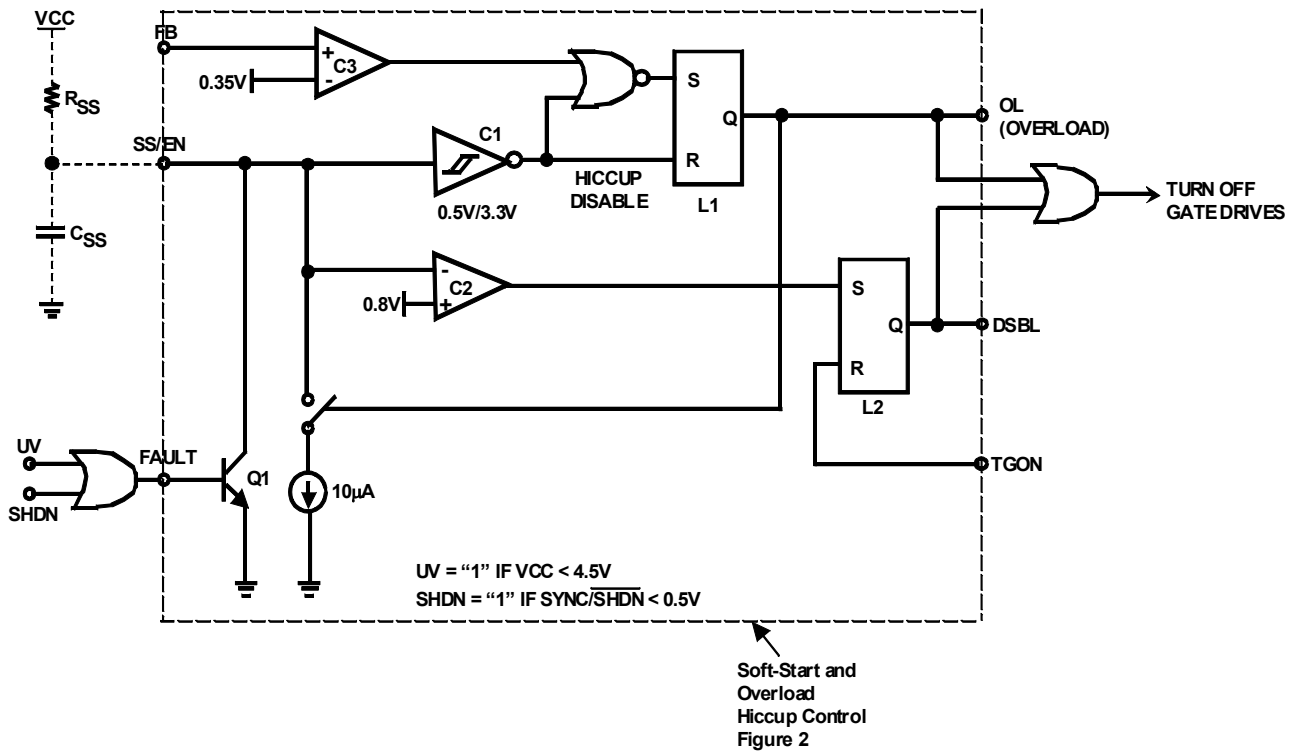 VCC
FB
RSS
SS/EN
CSS
0.35V
+
-
C3
C1
0.5V/3.3V
HICCUP
DISABLE
S
Q
R
L1
OL
(OVERLOAD)
TURN OFF
GATE DRIVES
0.8V
-
+
C2
S
Q
R
L2
DSBL
TGON
UV
SHDN
FAULT
Q1
10µA
UV = “1” IF VCC < 4.5V
SHDN = “1” IF SYNC/SHDN < 0.5V
Soft-Start and
Overload
Hiccup Control
Figure 2